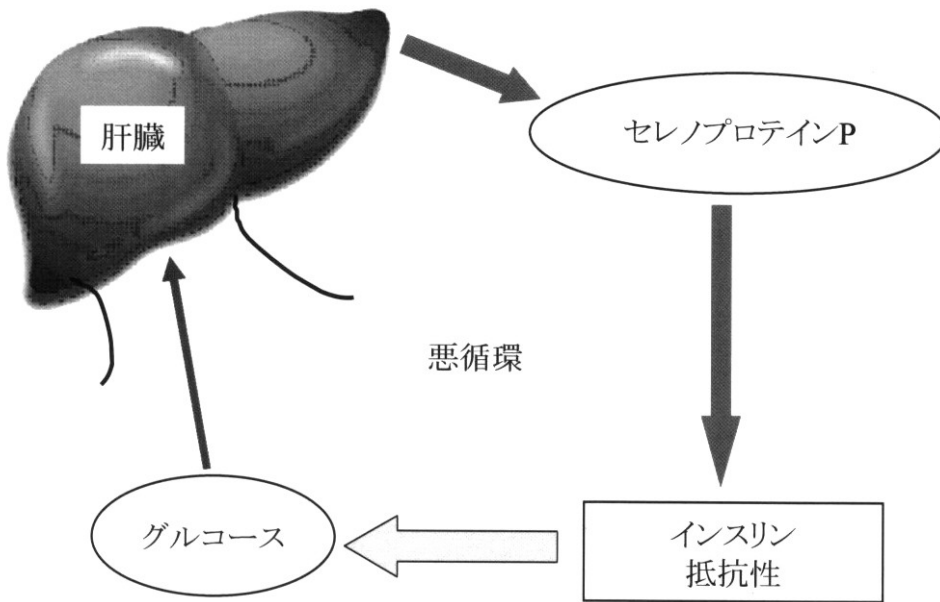 肝臓
セレノプロテインP
悪循環
グルコース
インスリン
抵抗性